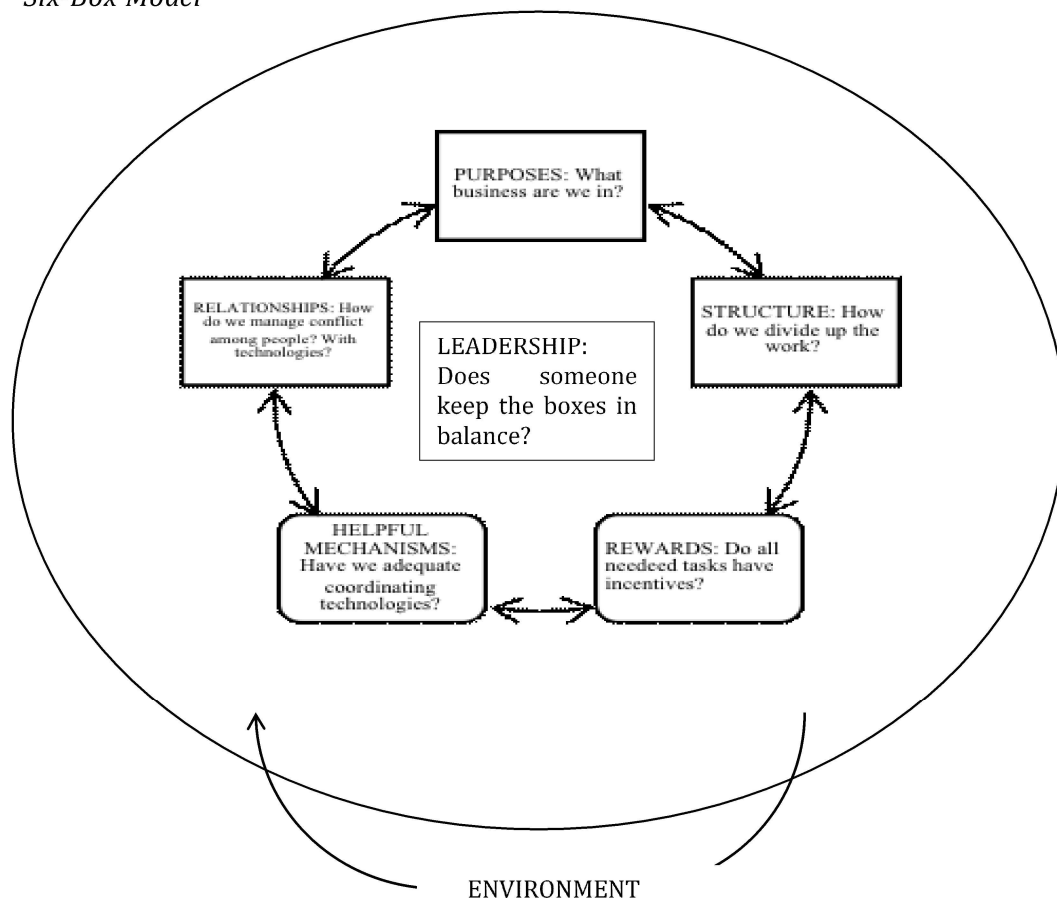 Six-Box Model
PURPOSES: What
business are we in?
RELATIONSHIPS: How
do we manage conflict
among people? With
technologies?
LEADERSHIP:
Does someone
keep the boxes in
balance?
STRUCTURE: How
do we divide up the
work?
HELPFUL
MECHANISMS:
Have we adequate
coordinating
technologies?
REWARDS: Do all
needeed tasks have
incentives?
ENVIRONMENT